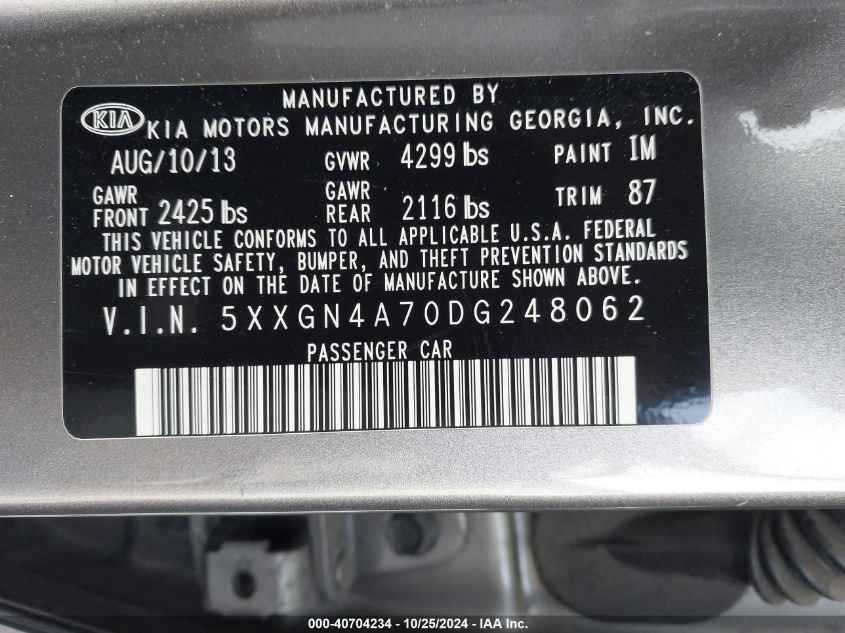 MANUFACTURED BY
KIA KIA MOTORS MANUFACTURING GEORGIA, INC.
AUG/10/13 GVWR 4299 lbs PAINT IM
GAWR FRONT 2425 lbs GAWR REAR 2116 lbs TRIM 87
THIS VEHICLE CONFORMS TO ALL APPLICABLE U.S.A. FEDERAL
MOTOR VEHICLE SAFETY, BUMPER, AND THEFT PREVENTION STANDARDS
IN EFFECT ON THE DATE OF MANUFACTURE SHOWN ABOVE.
V.I.N. 5XXGN4A70DG248062
PASSENGER CAR
000-40704234 - 10/25/2024 - © IAA Inc.